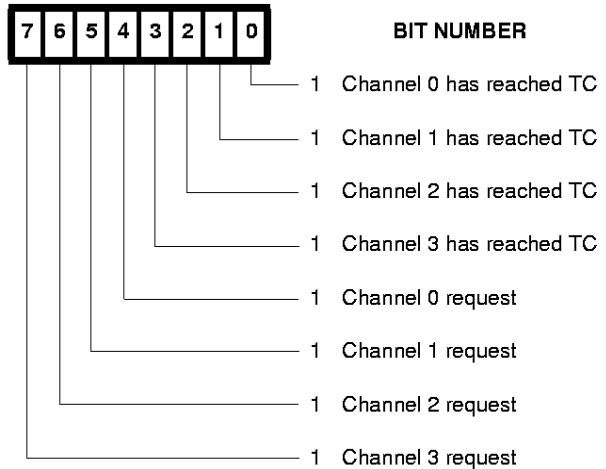 7 6 5 4 3 2 1 0 BIT NUMBER
1 Channel 0 has reached TC
1 Channel 1 has reached TC
1 Channel 2 has reached TC
1 Channel 3 has reached TC
1 Channel 0 request
1 Channel 1 request
1 Channel 2 request
1 Channel 3 request